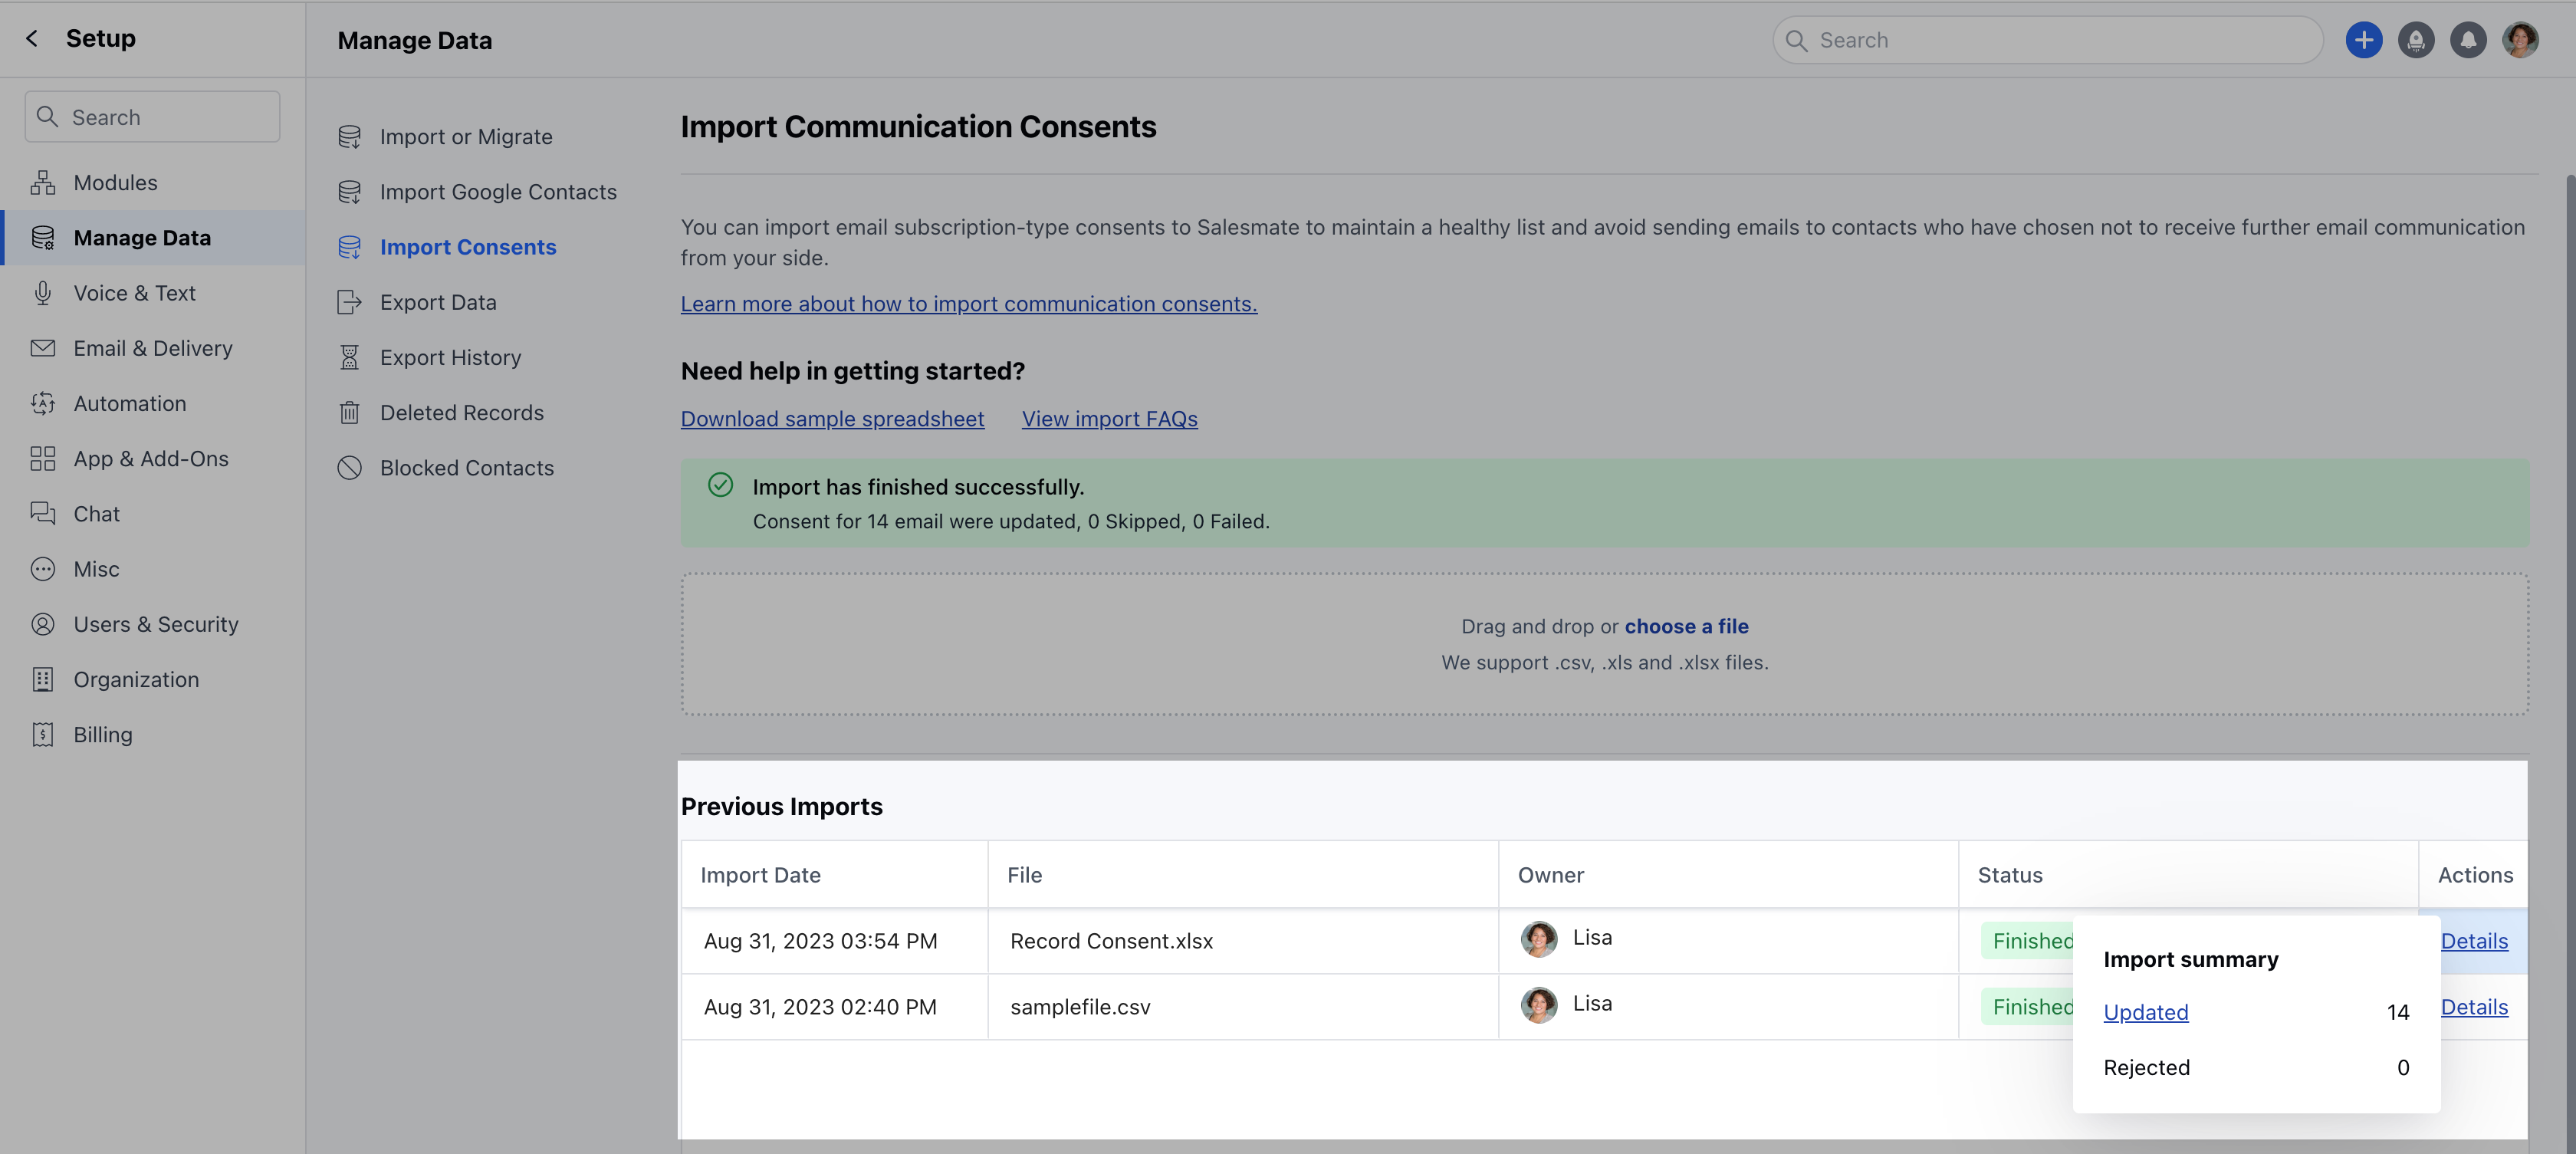 Setup
Manage Data
Search
Search
Modules
Manage Data
Voice & Text
Email & Delivery
Automation
App & Add-Ons
Chat
Misc
Users & Security
Organization
Billing
Import or Migrate
Import Google Contacts
Import Consents
Export Data
Export History
Deleted Records
Blocked Contacts
Import Communication Consents
You can import email subscription-type consents to Salesmate to maintain a healthy list and avoid sending emails to contacts who have chosen not to receive further email communication
from your side.
Learn more about how to import communication consents.
Need help in getting started?
Download sample spreadsheet View import FAQs
Import has finished successfully.
Consent for 14 email were updated, 0 Skipped, 0 Failed.
Drag and drop or choose a file
We support .csv, .xls and .xlsx files.
Previous Imports
Import Date File Owner Status Actions
Aug 31, 2023 03:54 PM Record Consent.xlsx Lisa Finished Details
Aug 31, 2023 02:40 PM samplefile.csv Lisa Finished Details
Import summary
Updated 14
Rejected 0